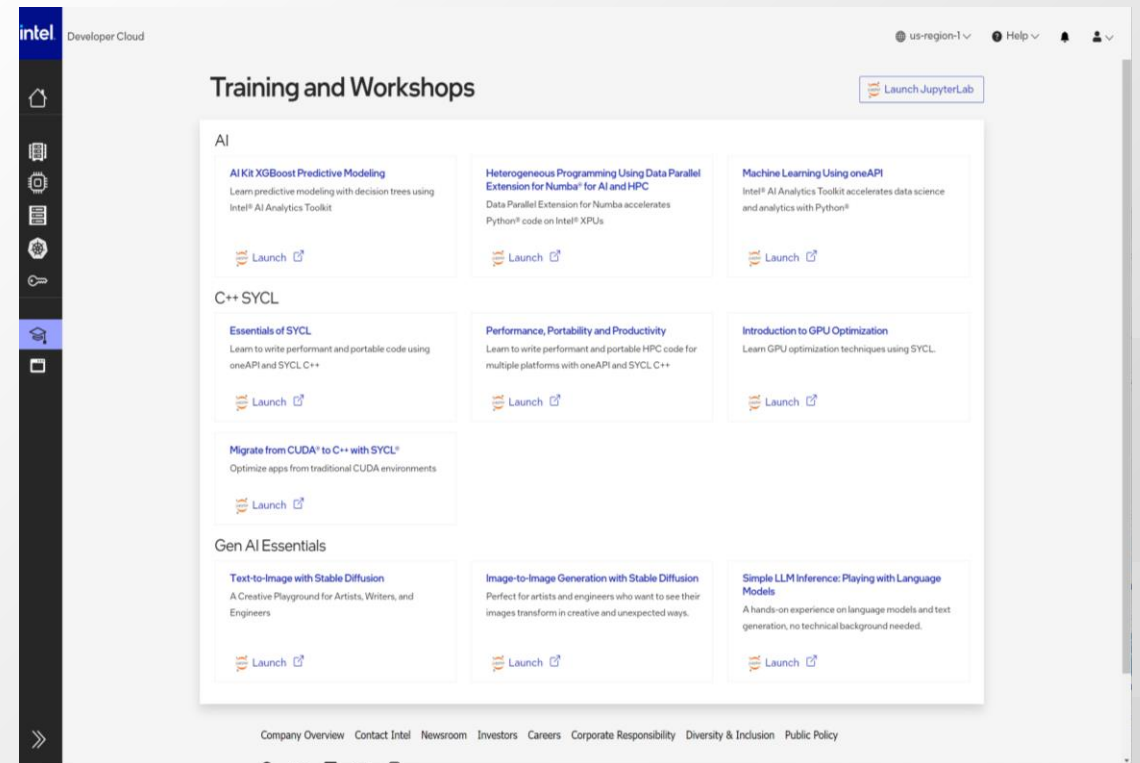 intel. Developer Cloud
us-region-1
Help
Training and Workshops
Launch JupyterLab
AI
AI Kit XGBoost Predictive Modeling
Learn predictive modeling with decision trees using
Intel® AI Analytics Toolkit
Launch
Heterogeneous Programming Using Data Parallel
Extension for Numba® for AI and HPC
Data Parallel Extension for Numba accelerates
Python® code on Intel® XPUs
Launch
Machine Learning Using oneAPI
Intel® AI Analytics Toolkit accelerates data science
and analytics with Python®
Launch
C++ SYCL
Essentials of SYCL
Learn to write performant and portable code using
oneAPI and SYCL C++
Launch
Performance, Portability and Productivity
Learn to write performant and portable HPC code for
multiple platforms with oneAPI and SYCL C++
Launch
Introduction to GPU Optimization
Learn GPU optimization techniques using SYCL.
Launch
Migrate from CUDA® to C++ with SYCL®
Optimize apps from traditional CUDA environments
Launch
Gen AI Essentials
Text-to-Image with Stable Diffusion
A Creative Playground for Artists, Writers, and
Engineers
Launch
Image-to-Image Generation with Stable Diffusion
Perfect for artists and engineers who want to see their
images transform in creative and unexpected ways.
Launch
Simple LLM Inference: Playing with Language
Models
A hands-on experience on language models and text
generation, no technical background needed.
Launch
Company Overview Contact Intel Newsroom Investors Careers Corporate Responsibility Diversity & Inclusion Public Policy